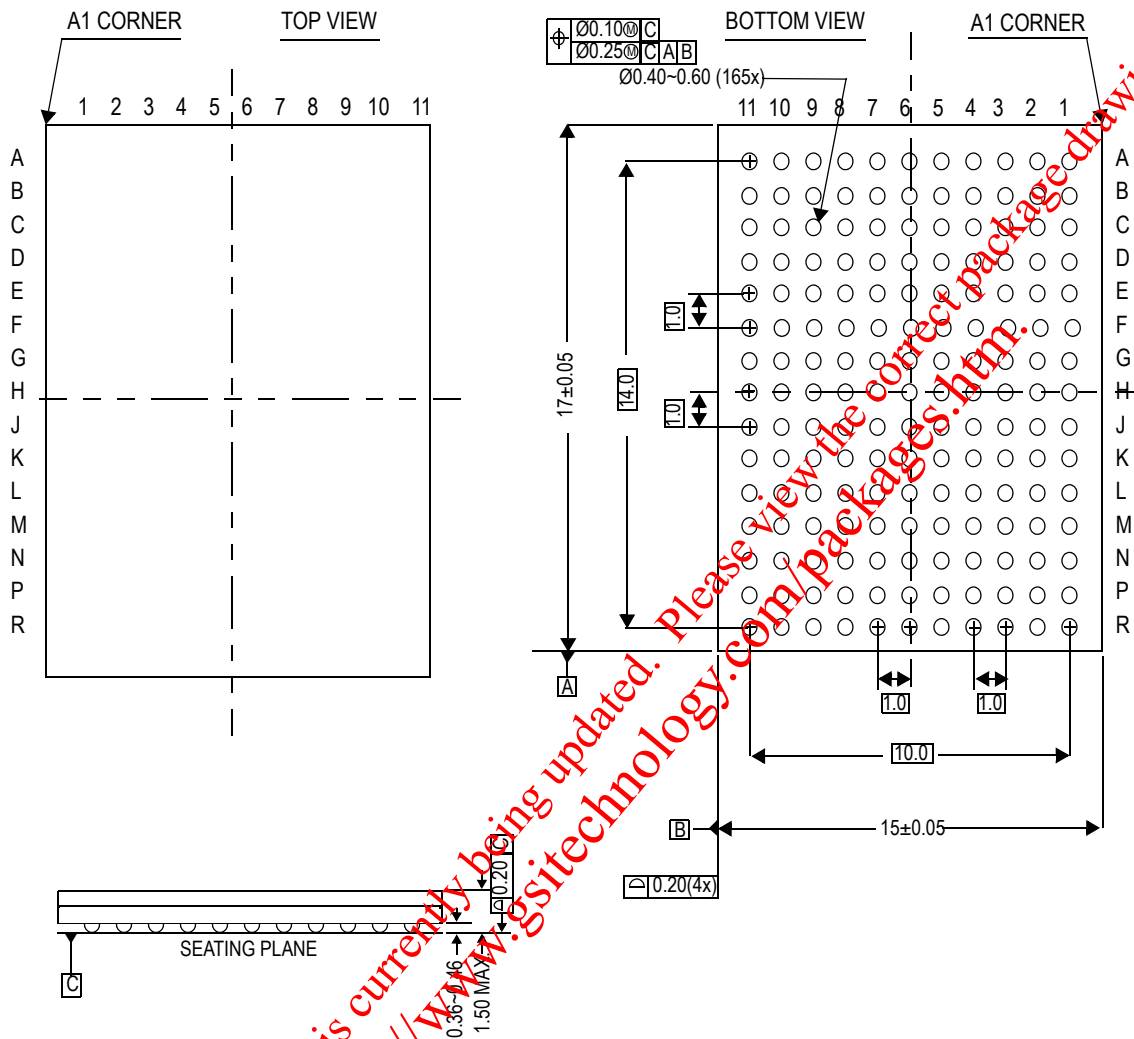 A1 CORNER
TOP VIEW
1 2 3 4 5 6 7 8 9 10 11
A
B
C
D
E
F
G
H
J
K
L
M
N
P
R
Ø0.10Ⓜ C
Ø0.25Ⓜ C A B
Ø0.40~0.60 (165x)
BOTTOM VIEW
A1 CORNER
11 10 9 8 7 6 5 4 3 2 1
A
B
C
D
E
F
G
H
J
K
L
M
N
P
R
17±0.05
14.0
1.0
1.0
A
1.0
1.0
10.0
B
15±0.05
0.20(4x)
0.20 C
SEATING PLANE
C
0.36~0.46
1.50 MAX.
is currently being updated. Please view the correct package drawi
//www.gsitechnology.com/packages.htm.